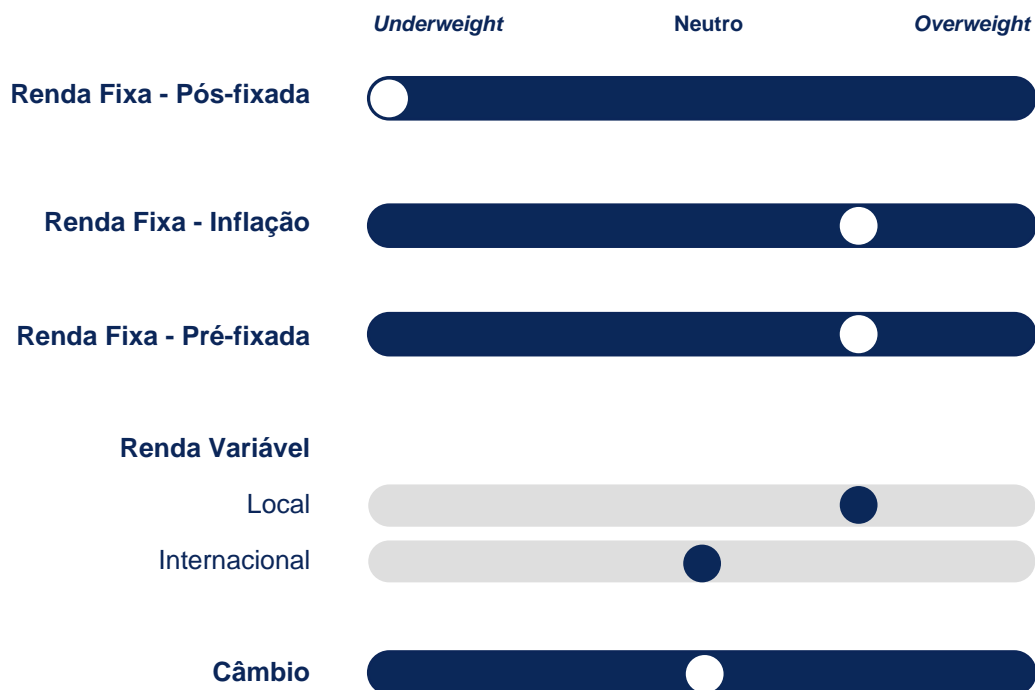 Underweight Neutro Overweight
Renda Fixa - Pós-fixada
Renda Fixa - Inflação
Renda Fixa - Pré-fixada
Renda Variável
Local
Internacional
Câmbio